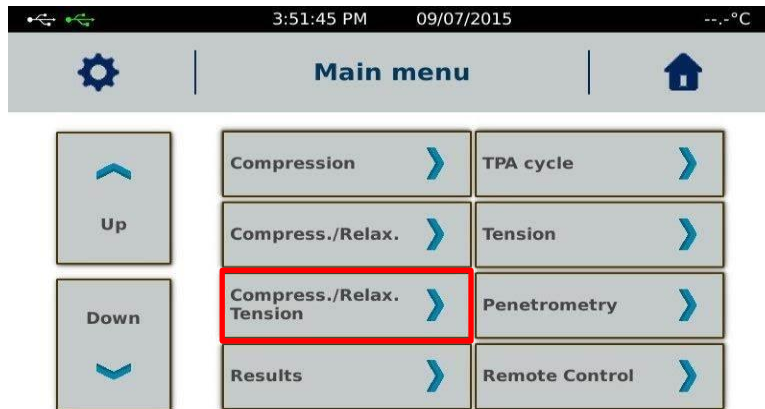 3:51:45 PM 09/07/2015 --.-°C
Main menu
Up
Down
Compression
TPA cycle
Compress./Relax.
Tension
Compress./Relax.
Tension
Penetrometry
Results
Remote Control